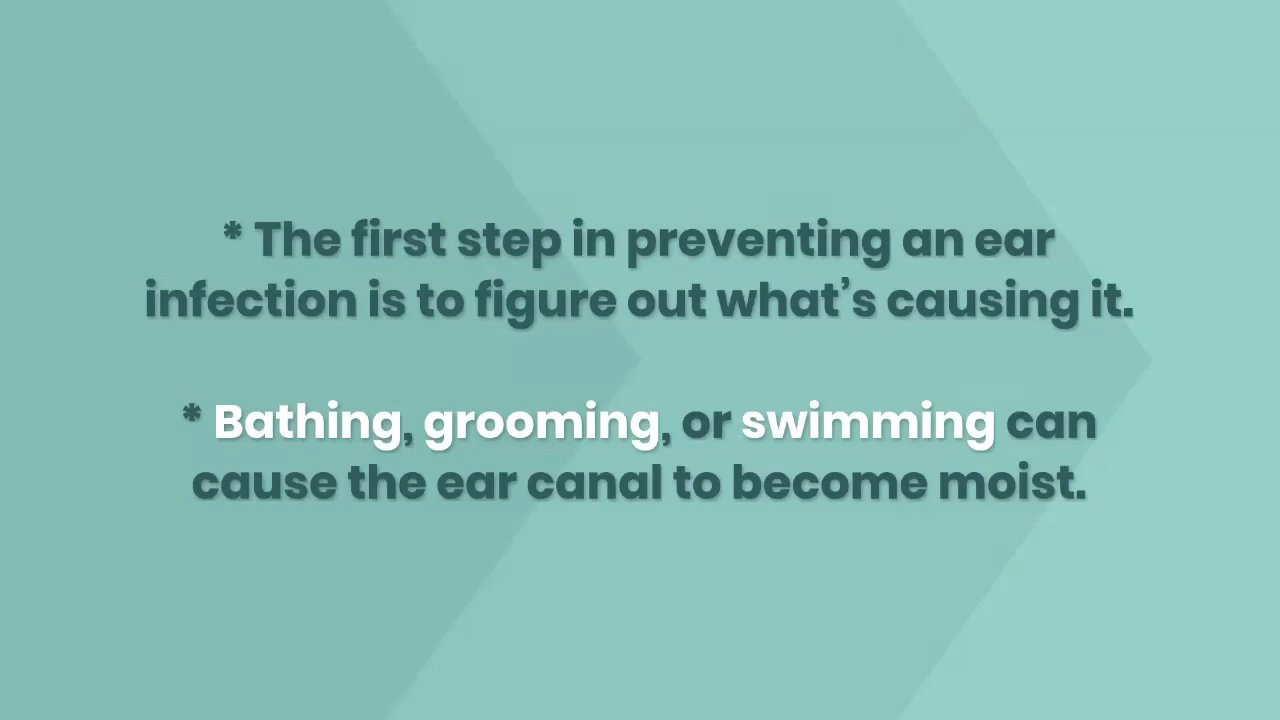 * The first step in preventing an ear
infection is to figure out what’s causing it.
* Bathing, grooming, or swimming can
cause the ear canal to become moist.